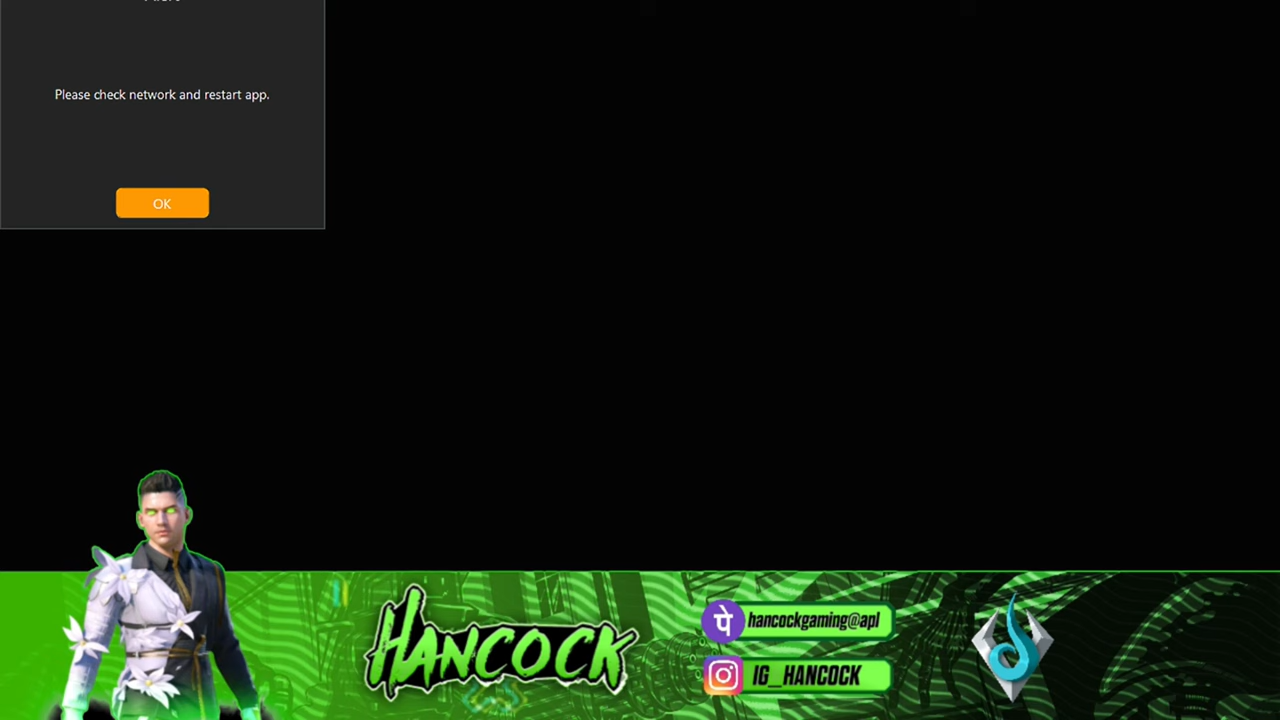 Please check network and restart app.
OK
HANCOCK
hancockgaming@apl
IG_HANCOCK